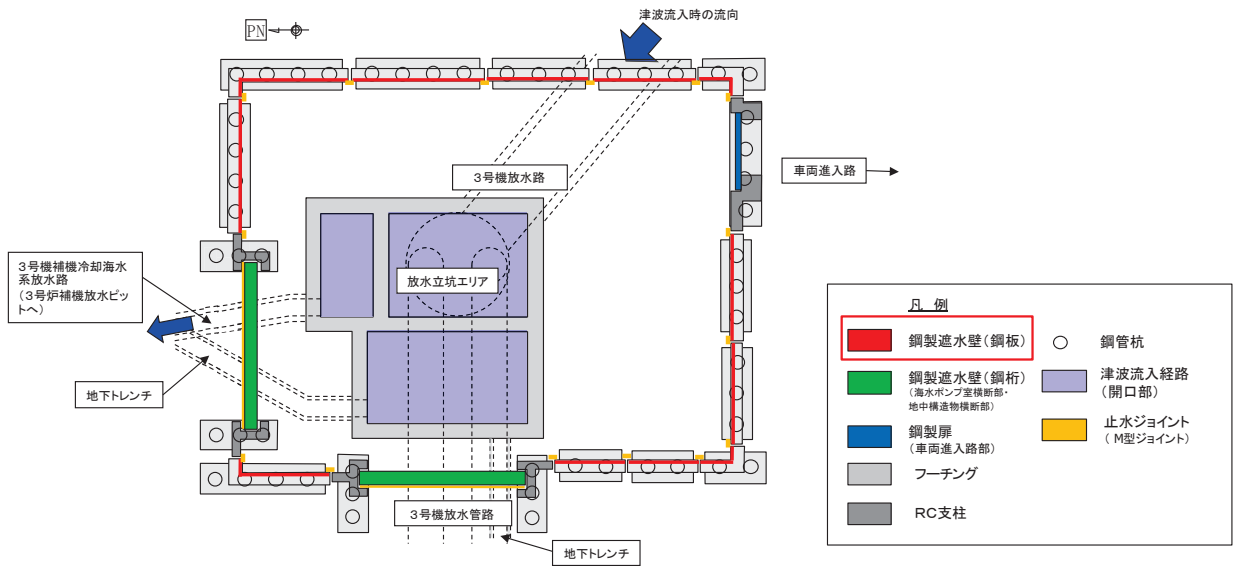 津波流入時の流向
PN
3号機放水路
車両進入路
3号機補機冷却海水
系放水路
(3号炉補機放水ピッ
トへ)
放水立坑エリア
地下トレンチ
3号機放水管路
地下トレンチ
凡 例
鋼製遮水壁(鋼板)
鋼管杭
鋼製遮水壁(鋼桁)
(海水ポンプ室横断部・
地中構造物横断部)
津波流入経路
(開口部)
鋼製扉
(車両進入路部)
止水ジョイント
(M型ジョイント)
フーチング
RC支柱